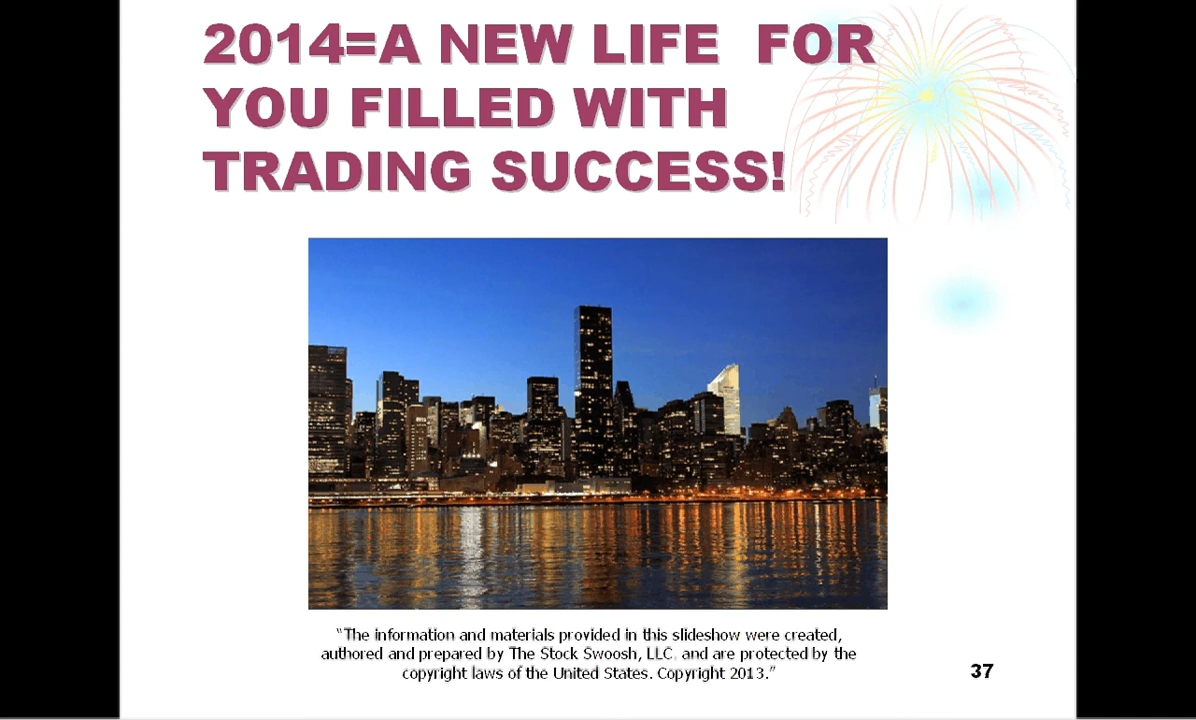 2014=A NEW LIFE  FOR
YOU FILLED WITH
TRADING SUCCESS!
“The information and materials provided in this slideshow were created,
authored and prepared by The Stock Swoosh, LLC, and are protected by the
copyright laws of the United States. Copyright 2013.”
37